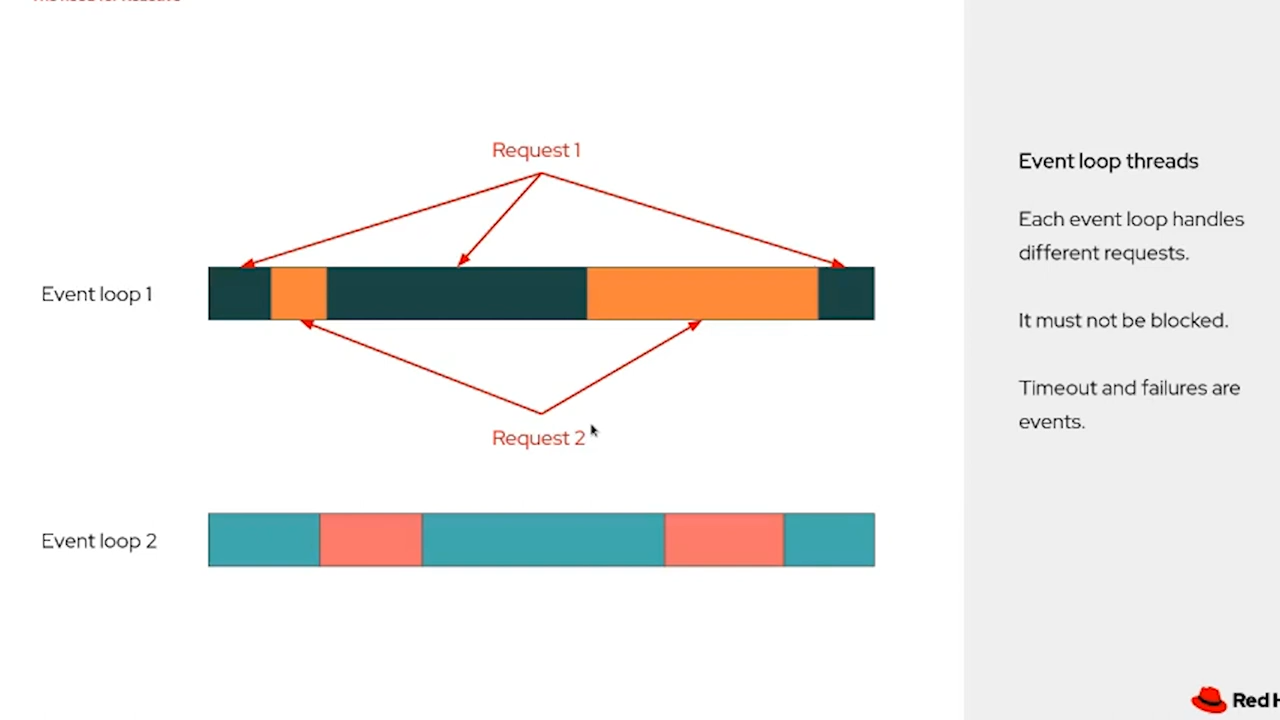 Request 1
Event loop 1
Request 2
Event loop 2
Event loop threads
Each event loop handles
different requests.
It must not be blocked.
Timeout and failures are
events.
Red H